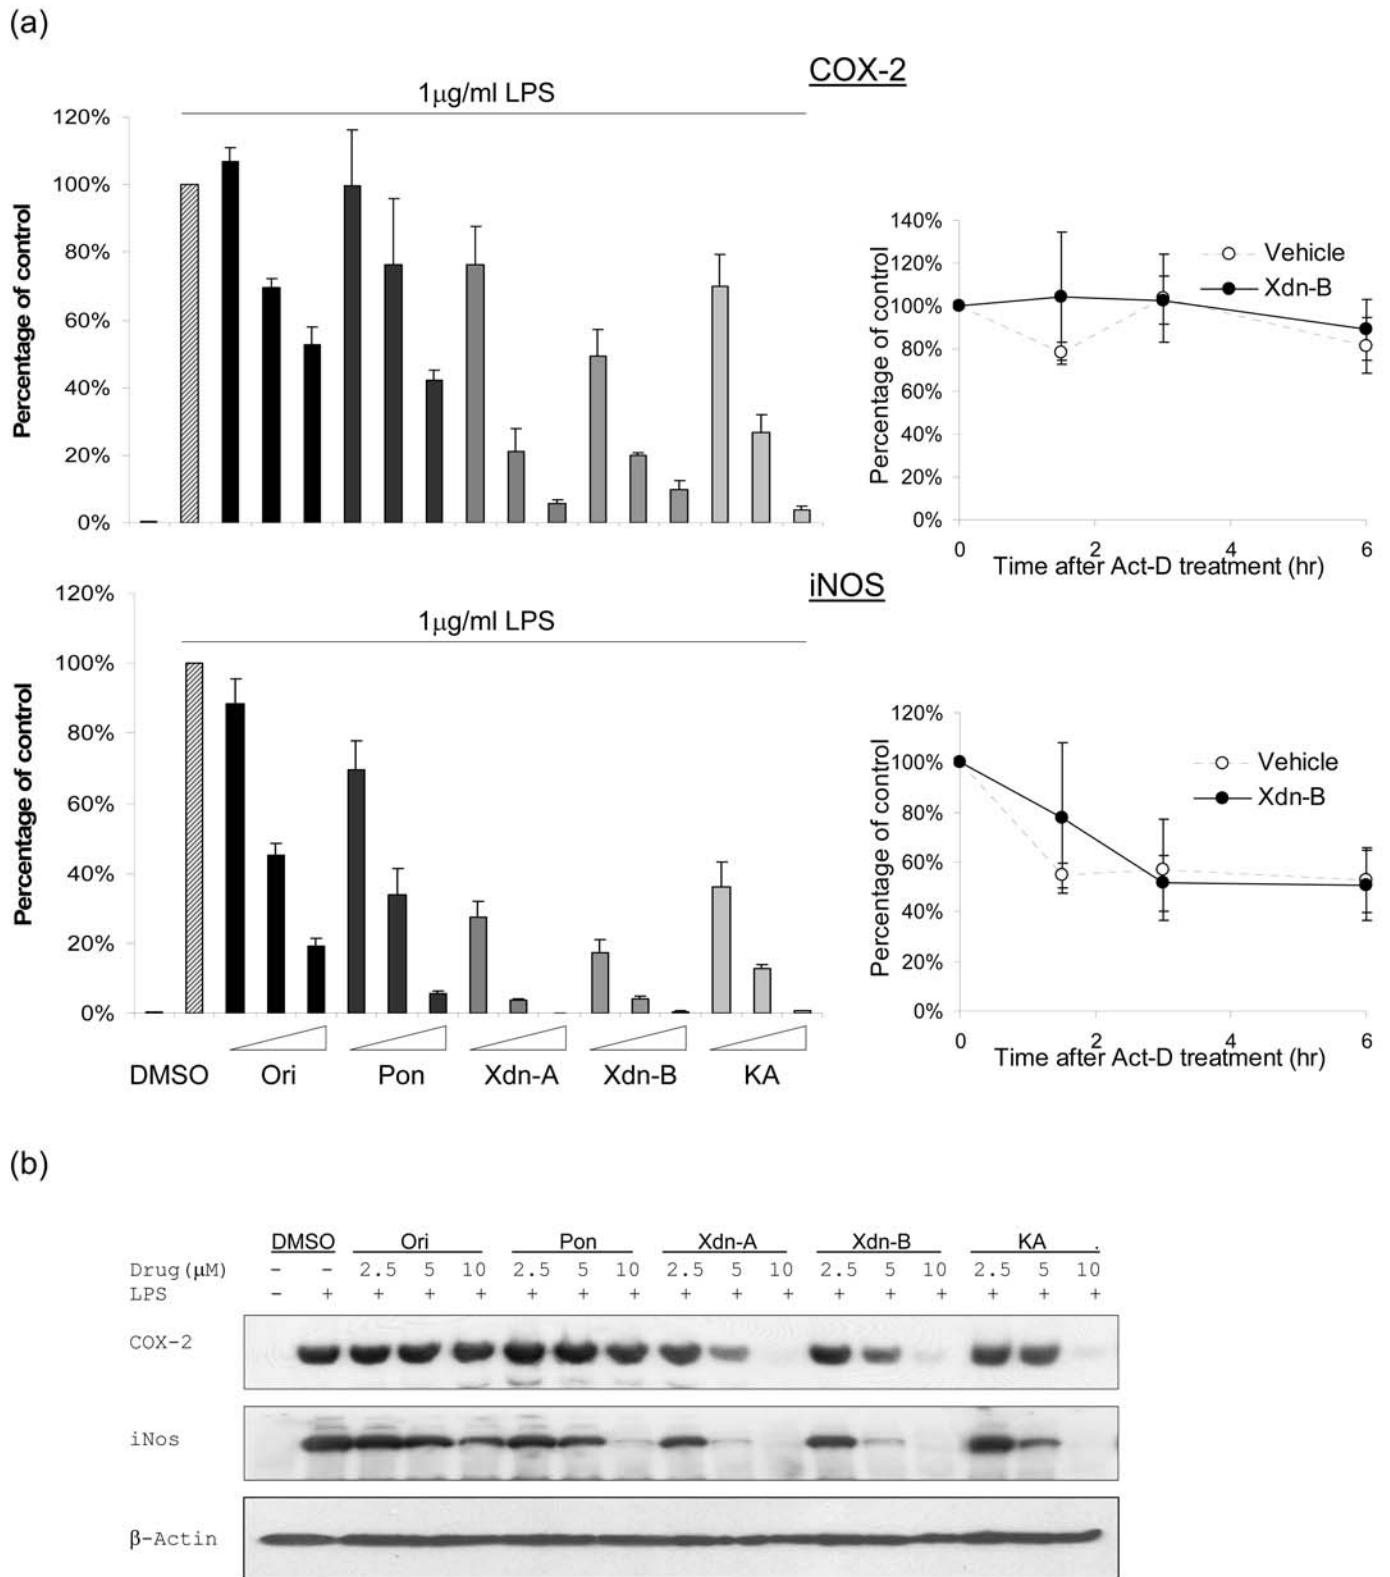 (a)
COX-2
1μg/ml LPS
Percentage of control
120%
100%
80%
60%
40%
20%
0%
Percentage of control
140%
120%
100%
80%
60%
40%
20%
0%
Vehicle
Xdn-B
0 2 4 6
Time after Act-D treatment (hr)
iNOS
1μg/ml LPS
Percentage of control
120%
100%
80%
60%
40%
20%
0%
DMSO Ori Pon Xdn-A Xdn-B KA
Percentage of control
120%
100%
80%
60%
40%
20%
0%
Vehicle
Xdn-B
0 2 4 6
Time after Act-D treatment (hr)
(b)
DMSO Ori Pon Xdn-A Xdn-B KA .
Drug(μM) - - 2.5 5 10 2.5 5 10 2.5 5 10 2.5 5 10 2.5 5 10
LPS - + + + + + + + + + + + + + + + +
COX-2
iNos
β-Actin